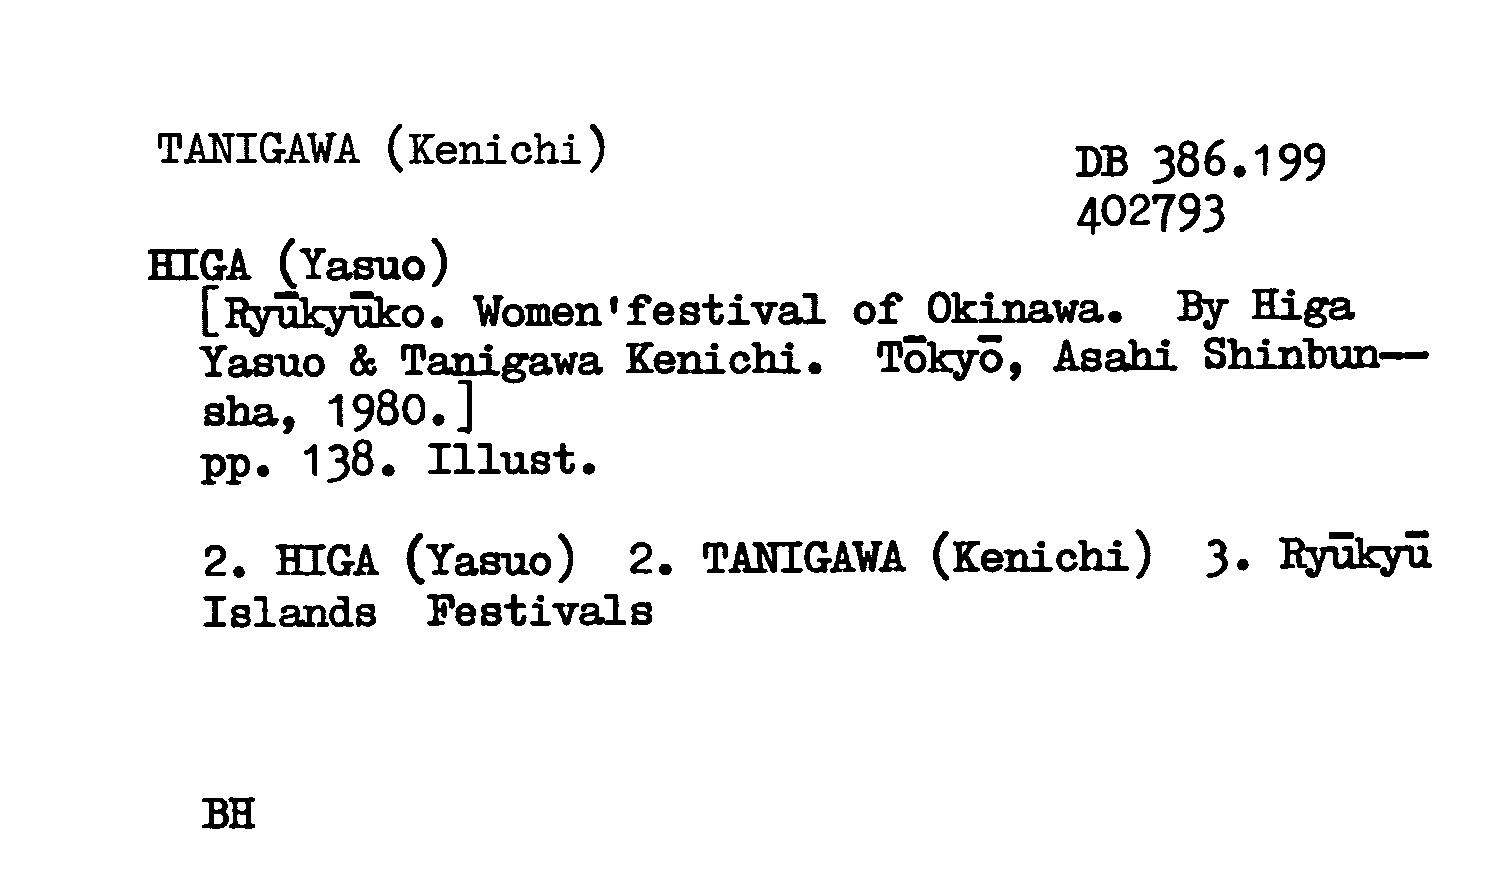 TANIGAWA (Kenichi)
DB 386.199
402793
HIGA (Yasuo)
[Ryūkyūko. Women'festival of Okinawa. By Higa
Yasuo & Tanigawa Kenichi. Tōkyō, Asahi Shinbun-
sha, 1980.]
pp. 138. Illust.
2. HIGA (Yasuo) 2. TANIGAWA (Kenichi) 3. Ryūkyū
Islands Festivals
BH